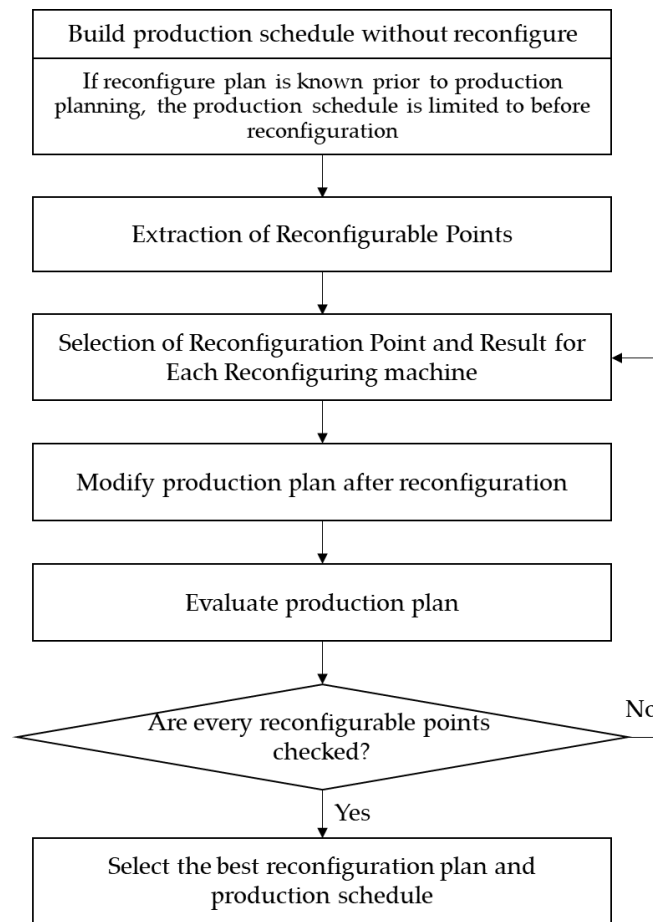 Build production schedule without reconfigure
If reconfigure plan is known prior to production
planning, the production schedule is limited to before
reconfiguration
Extraction of Reconfigurable Points
Selection of Reconfiguration Point and Result for
Each Reconfiguring machine
Modify production plan after reconfiguration
Evaluate production plan
Are every reconfigurable points
checked?
No
Yes
Select the best reconfiguration plan and
production schedule